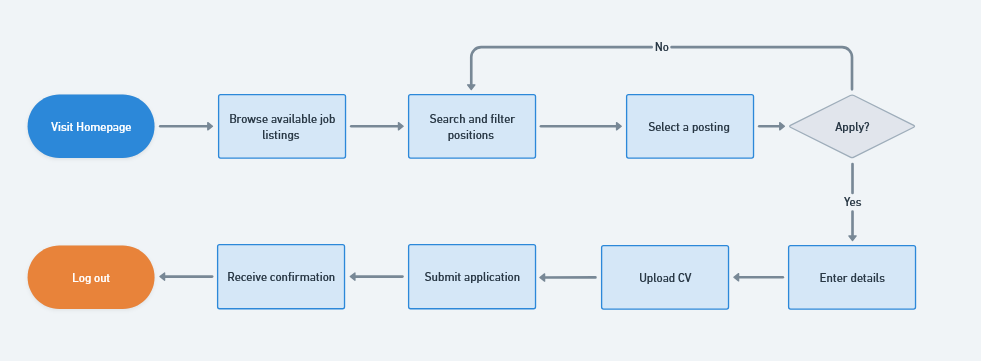 No
Visit Homepage
Browse available job
listings
Search and filter
positions
Select a posting
Apply?
Yes
Log out
Receive confirmation
Submit application
Upload CV
Enter details